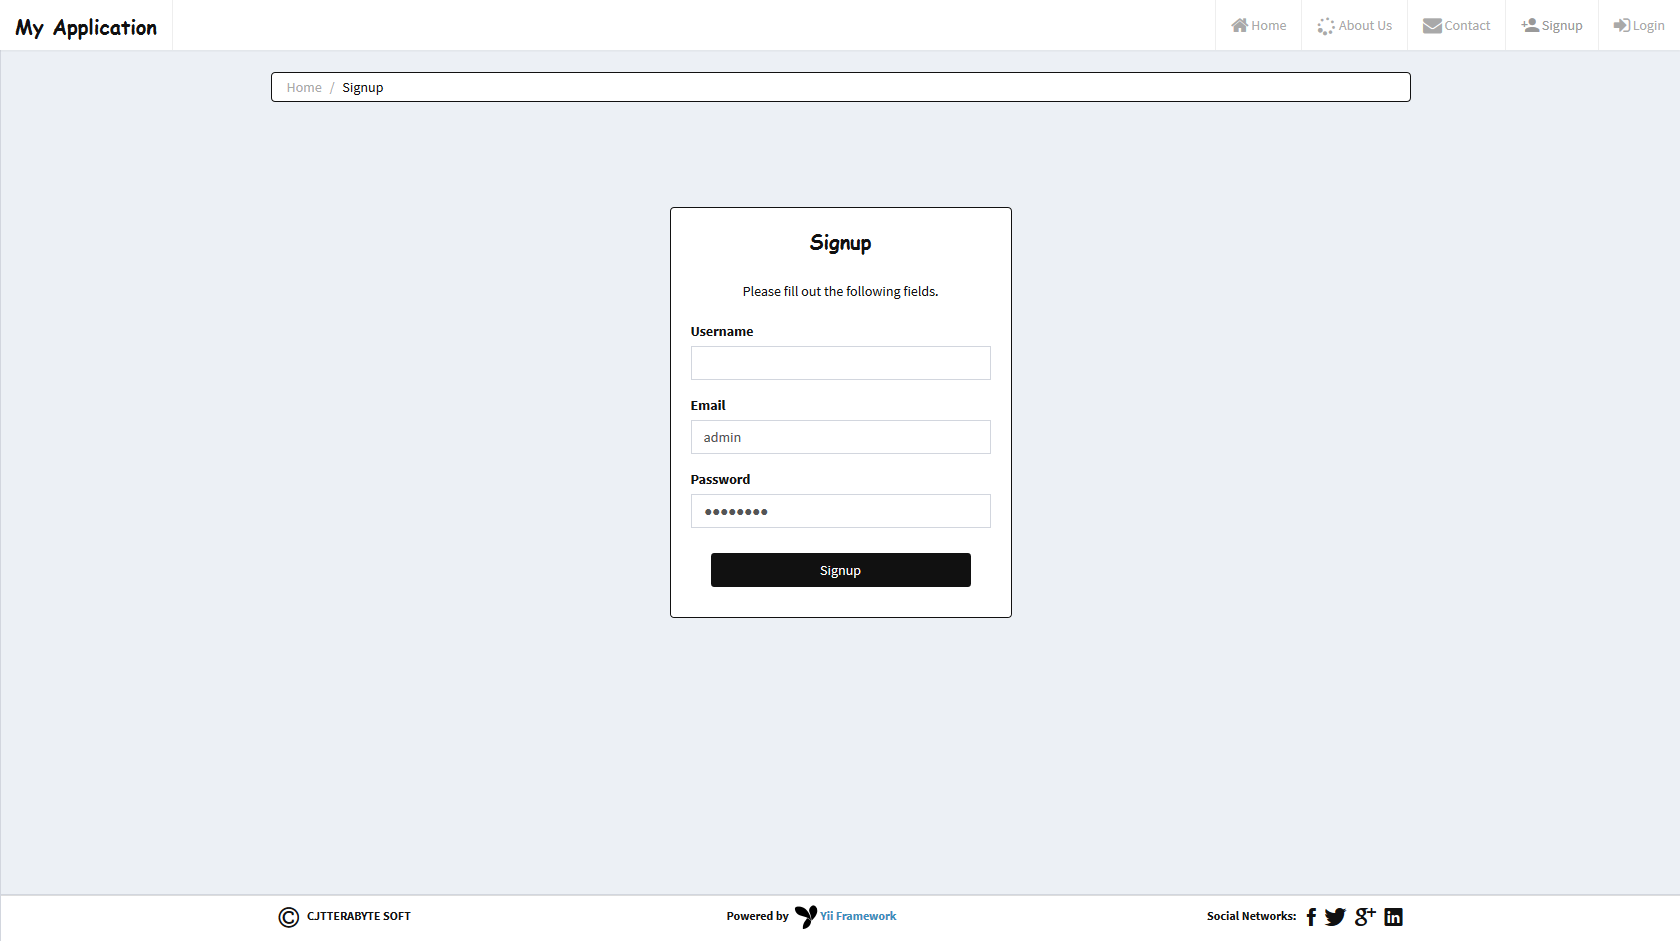 My Application
Home
About Us
Contact
Signup
Login
Home / Signup
Signup
Please fill out the following fields.
Username
Email
admin
Password
••••••••
Signup
© CJTTERABYTE SOFT
Powered by Yii Framework
Social Networks: